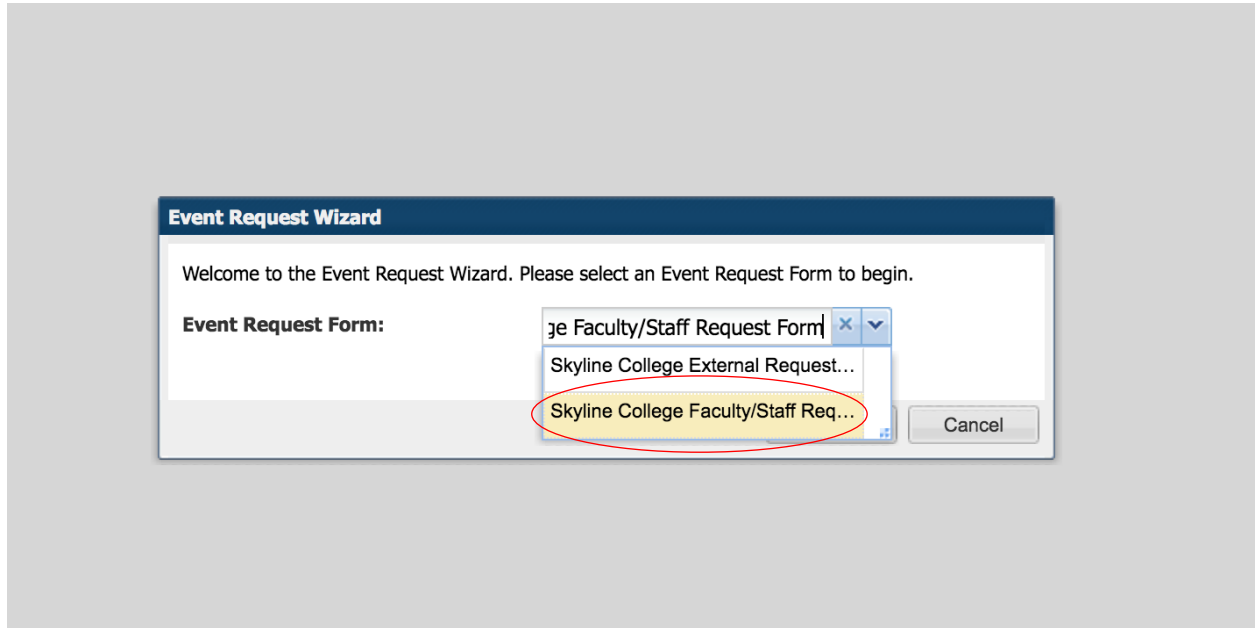 Event Request Wizard
Welcome to the Event Request Wizard. Please select an Event Request Form to begin.
Event Request Form:
ge Faculty/Staff Request Form
Skyline College External Request...
Skyline College Faculty/Staff Req...
Cancel